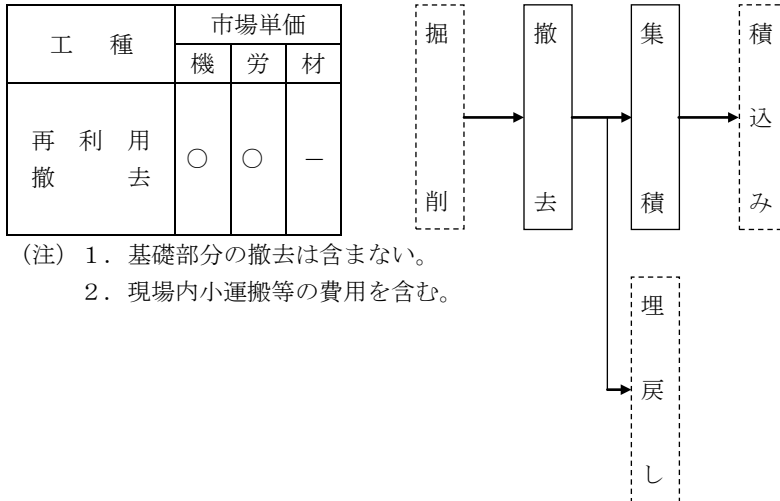 工種
市場単価
機 労 材
再利用
撤去
○ ○ －
(注) １．基礎部分の撤去は含まない。
２．現場内小運搬等の費用を含む。
掘削
撤去
集積
積込み
埋戻し